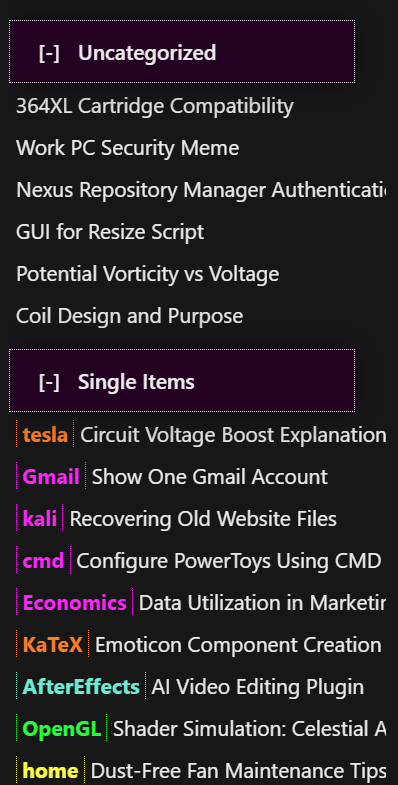 [-] Uncategorized
364XL Cartridge Compatibility
Work PC Security Meme
Nexus Repository Manager Authenticati
GUI for Resize Script
Potential Vorticity vs Voltage
Coil Design and Purpose
[-] Single Items
tesla Circuit Voltage Boost Explanation
Gmail Show One Gmail Account
kali Recovering Old Website Files
cmd Configure PowerToys Using CMD
Economics Data Utilization in Marketin
KaTeX Emoticon Component Creation
AfterEffects AI Video Editing Plugin
OpenGL Shader Simulation: Celestial A
home Dust-Free Fan Maintenance Tips